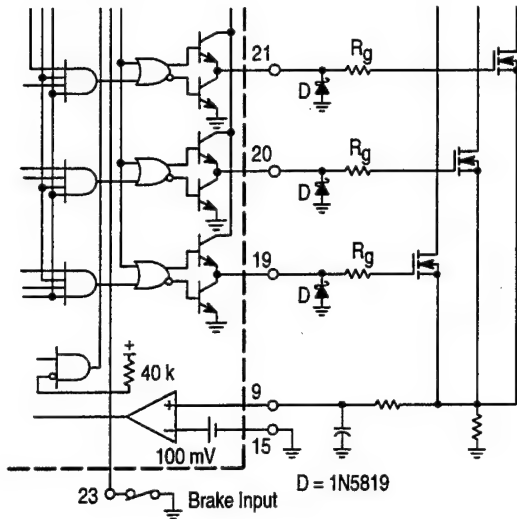 21
Rg
D
20
Rg
D
19
Rg
D
+
40 k
9
+
−
100 mV
15
D = 1N5819
23
Brake Input